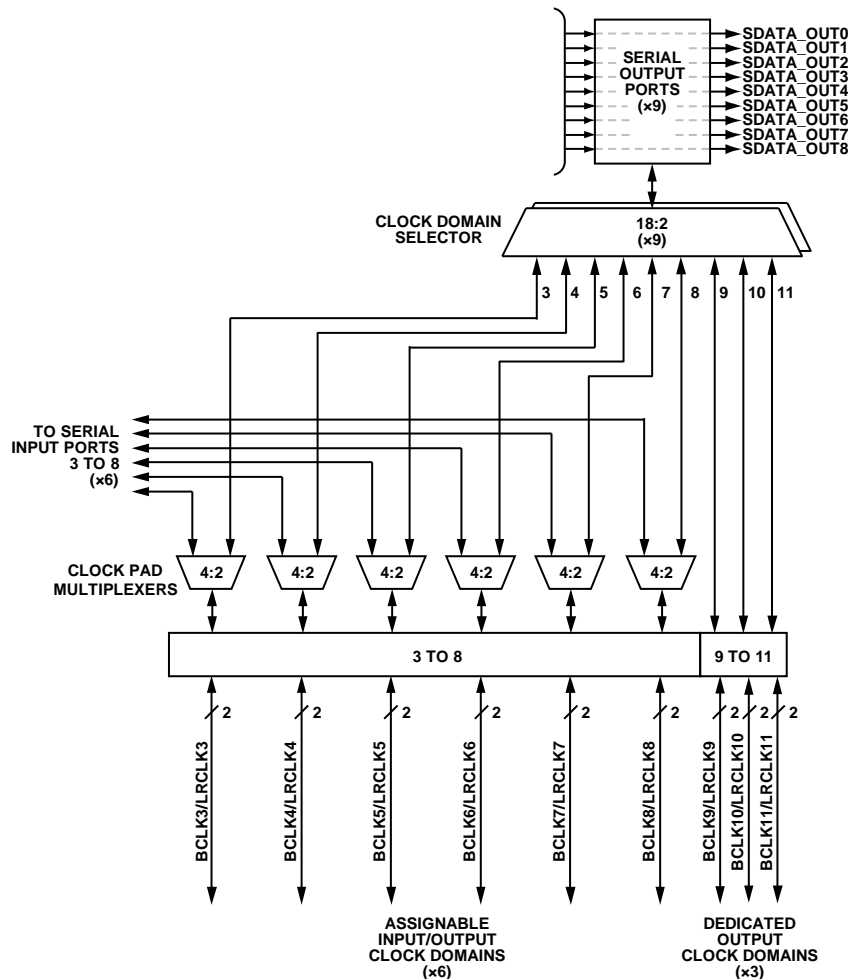 SDATA_OUT0
SDATA_OUT1
SDATA_OUT2
SDATA_OUT3
SDATA_OUT4
SDATA_OUT5
SDATA_OUT6
SDATA_OUT7
SDATA_OUT8
SERIAL
OUTPUT
PORTS
(×9)
CLOCK DOMAIN
SELECTOR
18:2
(×9)
3 4 5 6 7 8 9 10 11
TO SERIAL
INPUT PORTS
3 TO 8
(×6)
CLOCK PAD
MULTIPLEXERS
4:2 4:2 4:2 4:2 4:2 4:2
3 TO 8 9 TO 11
2 2 2 2 2 2 2 2 2
BCLK3/LRCLK3
BCLK4/LRCLK4
BCLK5/LRCLK5
BCLK6/LRCLK6
BCLK7/LRCLK7
BCLK8/LRCLK8
BCLK9/LRCLK9
BCLK10/LRCLK10
BCLK11/LRCLK11
ASSIGNABLE
INPUT/OUTPUT
CLOCK DOMAINS
(×6)
DEDICATED
OUTPUT
CLOCK DOMAINS
(×3)